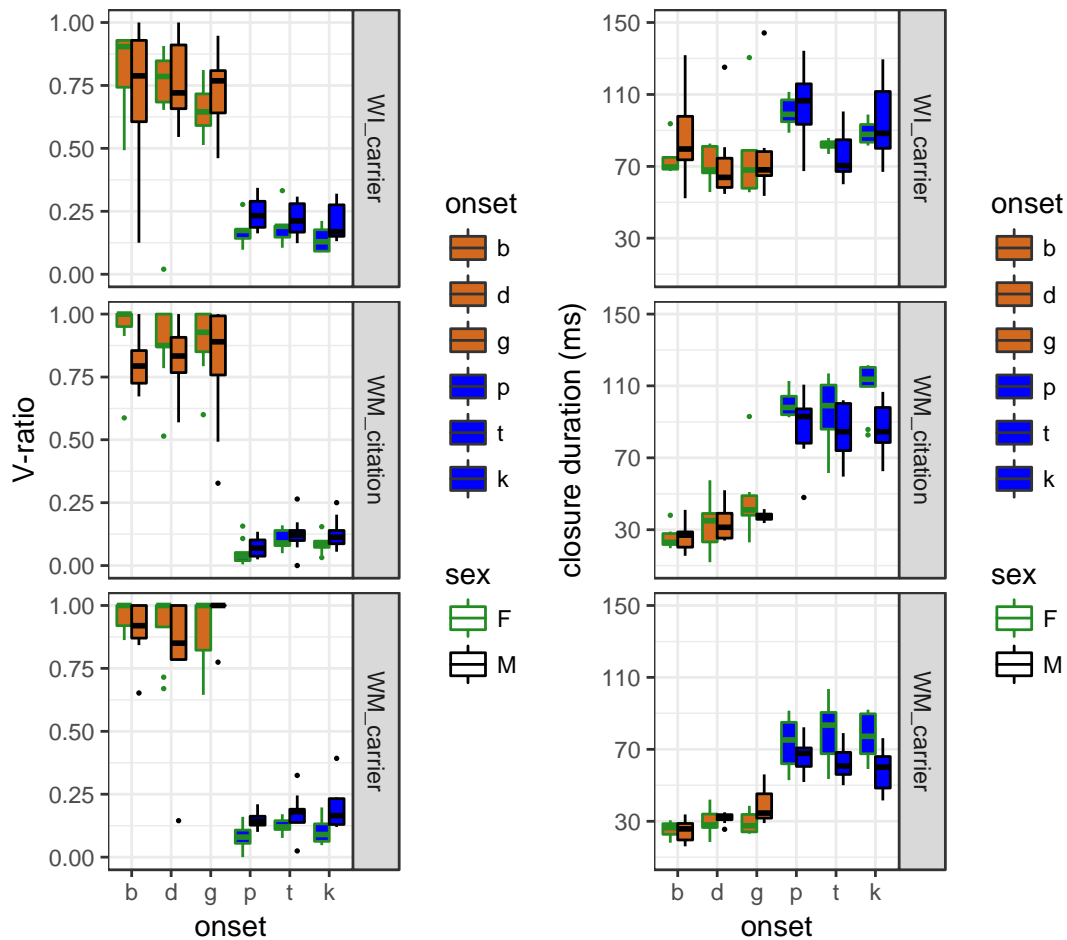 V-ratio
1.00
0.75
0.50
0.25
0.00
WI_carrier
1.00
0.75
0.50
0.25
0.00
WM_citation
1.00
0.75
0.50
0.25
0.00
WM_carrier
b d g p t k
onset
onset
b
d
g
p
t
k
sex
F
M
closure duration (ms)
150
110
70
30
WI_carrier
150
110
70
30
WM_citation
150
110
70
30
WM_carrier
b d g p t k
onset
onset
b
d
g
p
t
k
sex
F
M